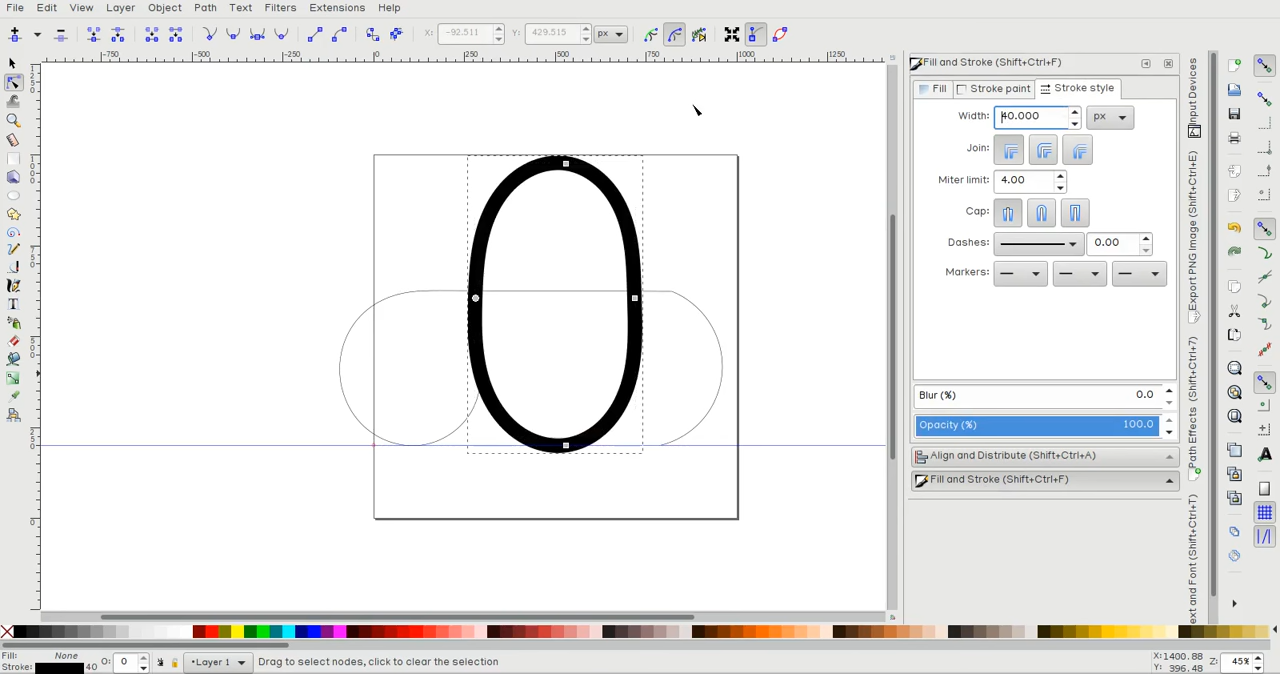 File Edit View Layer Object Path Text Filters Extensions Help
X: -92.511 Y: 429.515 px
-750 -500 -250 0 250 500 750 1000 1250
Fill and Stroke (Shift+Ctrl+F)
Fill Stroke paint Stroke style
Width: 40.000 px
Join:
Miter limit: 4.00
Cap:
Dashes: 0.00
Markers:
Blur (%) 0.0
Opacity (%) 100.0
Align and Distribute (Shift+Ctrl+A)
Fill and Stroke (Shift+Ctrl+F)
Input Devices
Export PNG Image (Shift+Ctrl+E)
Path Effects (Shift+Ctrl+7)
ext and Font (Shift+Ctrl+T)
Fill: None
Stroke: 40 O: 0 •Layer 1 Drag to select nodes, click to clear the selection
X:1400.88
Y: 396.48
Z: 45%